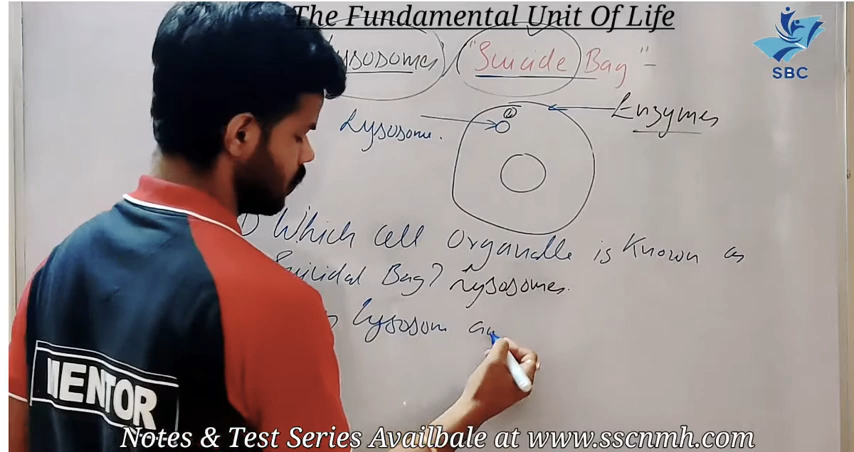 The Fundamental Unit Of Life
Lysosomes, "Suicide Bag" -
SBC
Enzymes
Lysosome.
Which Cell Organelle is Known as
Suicidal Bag? Lysosomes.
Lysosom
MENTOR
Notes & Test Series Availbale at www.sscnmh.com